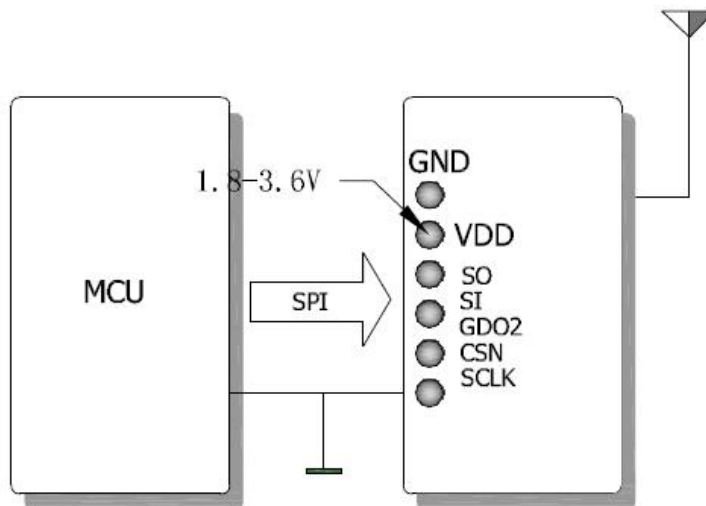 GND
1.8-3.6V
VDD
MCU
SPI
SO
SI
GDO2
CSN
SCLK